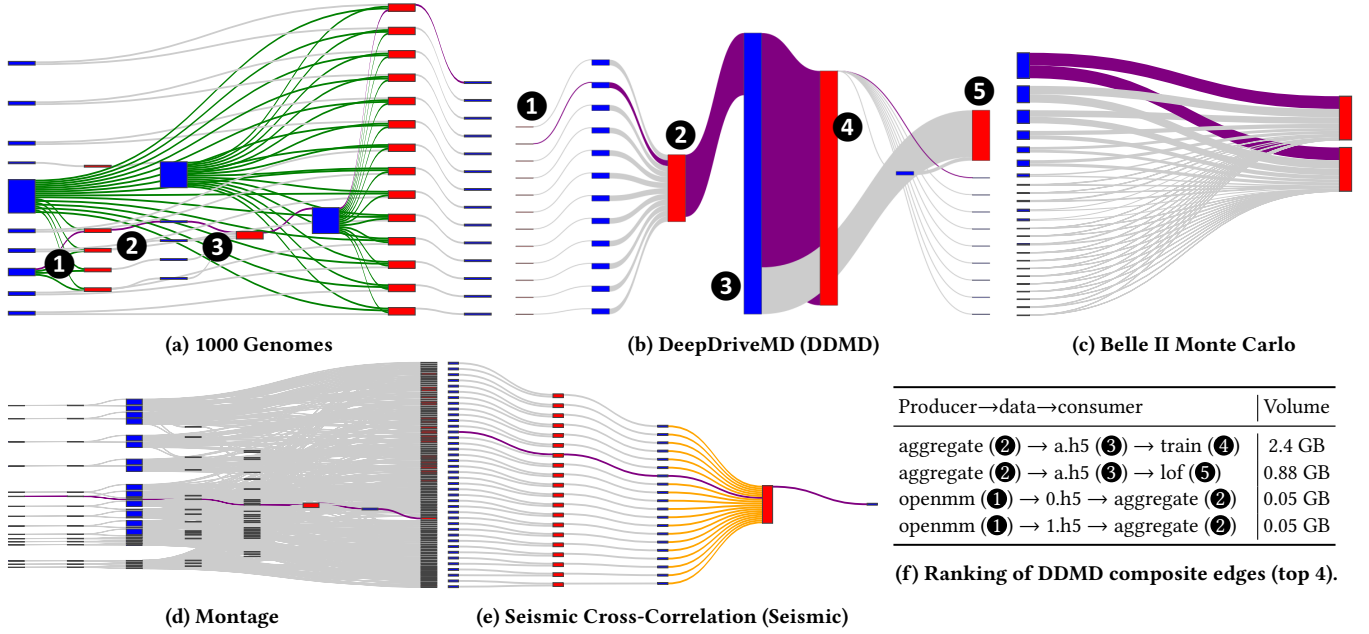 1
2
3
(a) 1000 Genomes
1
2
3
4
5
(b) DeepDriveMD (DDMD)
(c) Belle II Monte Carlo
(d) Montage
(e) Seismic Cross-Correlation (Seismic)
Producer→data→consumer Volume
aggregate (2) → a.h5 (3) → train (4) 2.4 GB
aggregate (2) → a.h5 (3) → lof (5) 0.88 GB
openmm (1) → 0.h5 → aggregate (2) 0.05 GB
openmm (1) → 1.h5 → aggregate (2) 0.05 GB
(f) Ranking of DDMD composite edges (top 4).